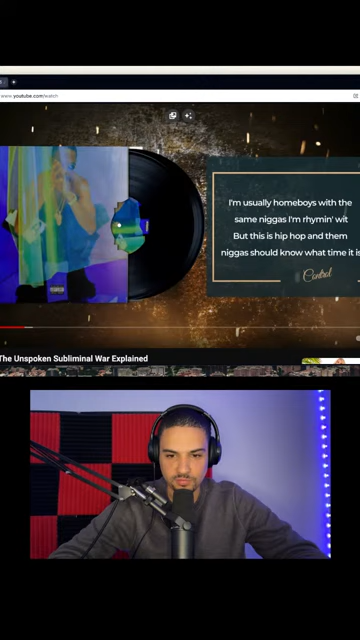 www.youtube.com/watch
I'm usually homeboys with the
same niggas I'm rhymin' wit
But this is hip hop and them
niggas should know what time it is
Control
The Unspoken Subliminal War Explained